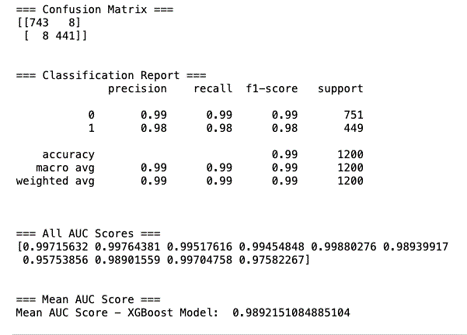 === Confusion Matrix ===
[[743 8]
[ 8 441]]
=== Classification Report ===
precision recall f1-score support
0 0.99 0.99 0.99 751
1 0.98 0.98 0.98 449
accuracy 0.99 1200
macro avg 0.99 0.99 0.99 1200
weighted avg 0.99 0.99 0.99 1200
=== All AUC Scores ===
[0.99715632 0.99764381 0.99517616 0.99454848 0.99880276 0.98939917
0.95753856 0.98901559 0.99704758 0.97582267]
=== Mean AUC Score ===
Mean AUC Score - XGBoost Model: 0.9892151084885104